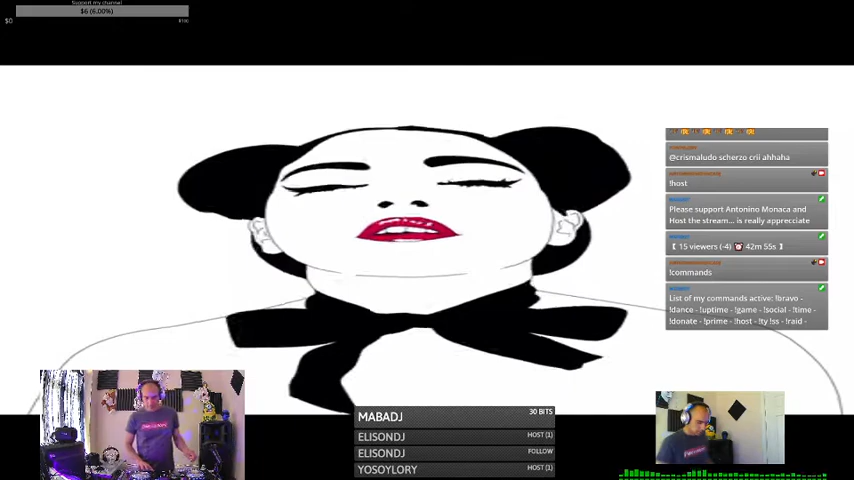 Support my channel
$6 (6.00%)
$0
$100
@crismaludo scherzo crii ahhaha
!host
Please support Antonino Monaca and
Host the stream... is really apprecciate
【 15 viewers (-4) ⏰ 42m 55s 】
!commands
List of my commands active: !bravo -
!dance - !uptime - !game - !social - !time -
!donate - !prime - !host - !ty !ss - !raid -
MABADJ 30 BITS
ELISONDJ HOST (1)
ELISONDJ FOLLOW
YOSOYLORY HOST (1)